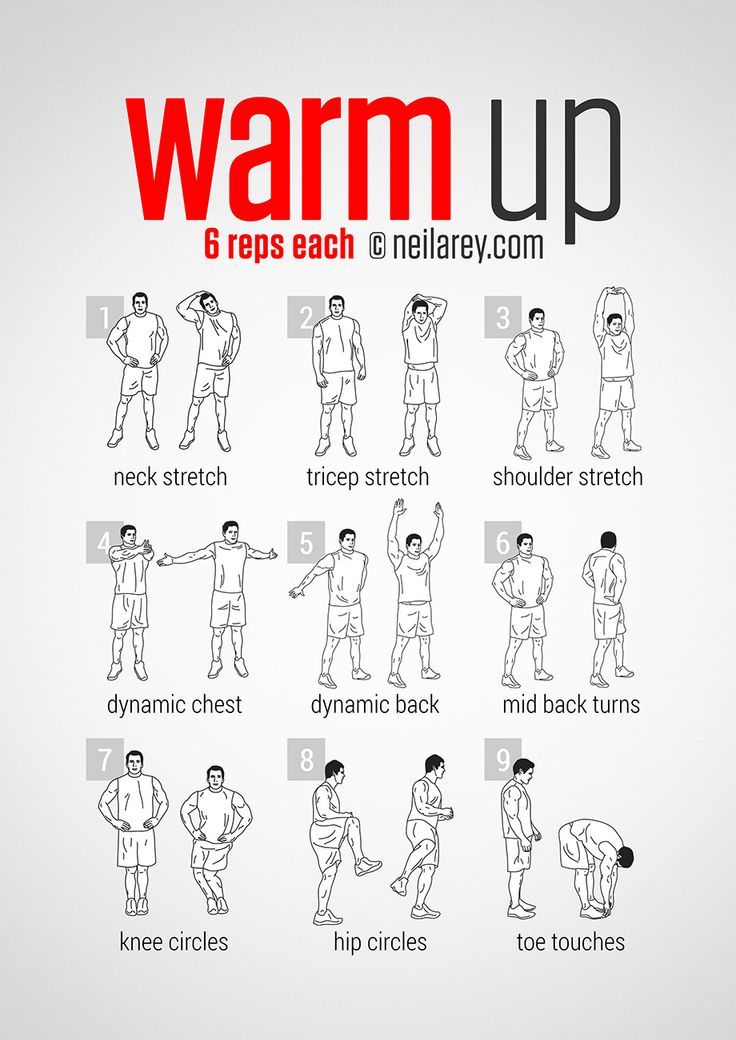 warm up
6 reps each © neilarey.com
1
2
3
neck stretch
tricep stretch
shoulder stretch
4
5
6
dynamic chest
dynamic back
mid back turns
7
8
9
knee circles
hip circles
toe touches